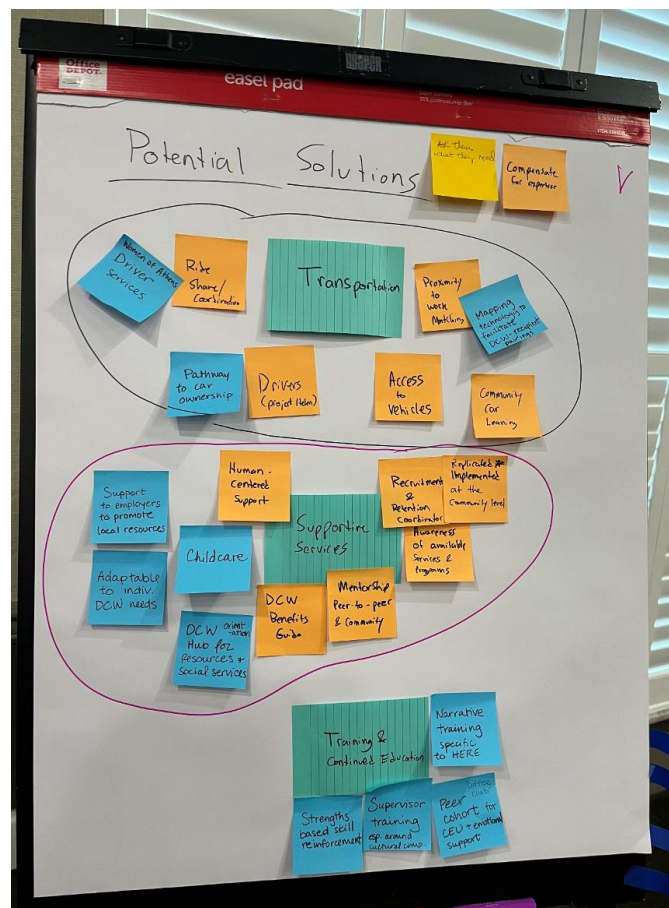 Office
DEPOT.
easel pad
Potential Solutions
Ask them
what they need
Compensate
for expertise
V
Women of Athens
Driver
Services
Ride
Share/
Coordination
Transportation
Proximity
to work
Matching
Mapping
technology to
facilitate
DCW-recipient
pairings
Pathway
to car
ownership
Drivers
(project Helm)
Access
to
vehicles
Community
Car
Loaning
Support
to employers
to promote
local resources
Human-
Centered
Support
Supportive
Services
Recruitment
&
Retention
Coordinator
Replicated &
Implemented
at the
Community level
Adaptable
to indiv.
DCW needs
Childcare
Awareness
of available
Services &
Programs
DCW orient
-ation
Hub for
Resources +
Social services
DCW
Benefits
Guide
Mentorship
Peer-to-peer
& Community
Training &
Continued Education
Narrative
training
specific
to HERE
Strengths
based skill
reinforcement
Supervisor
training
esp. around
cultural comp.
office
club
Peer
cohort for
CEU + emotional
support